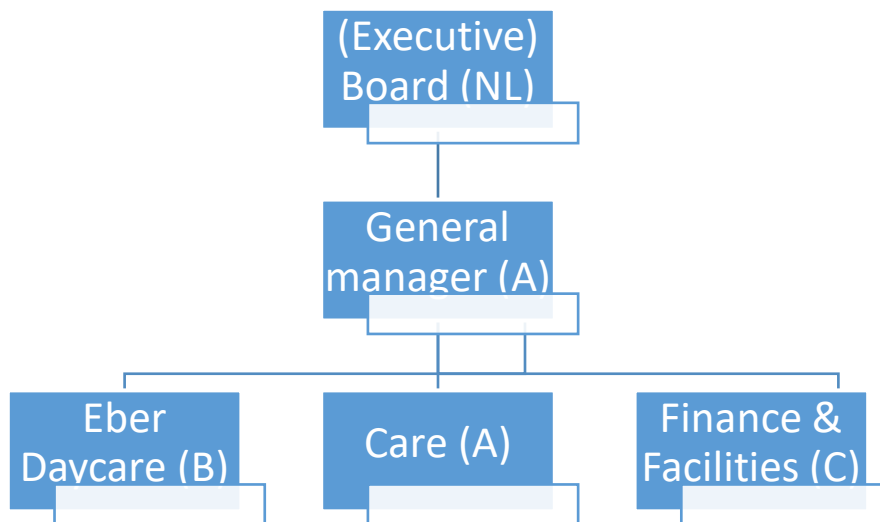 (Executive)
Board (NL)
General
manager (A)
Eber
Daycare (B)
Care (A)
Finance &
Facilities (C)